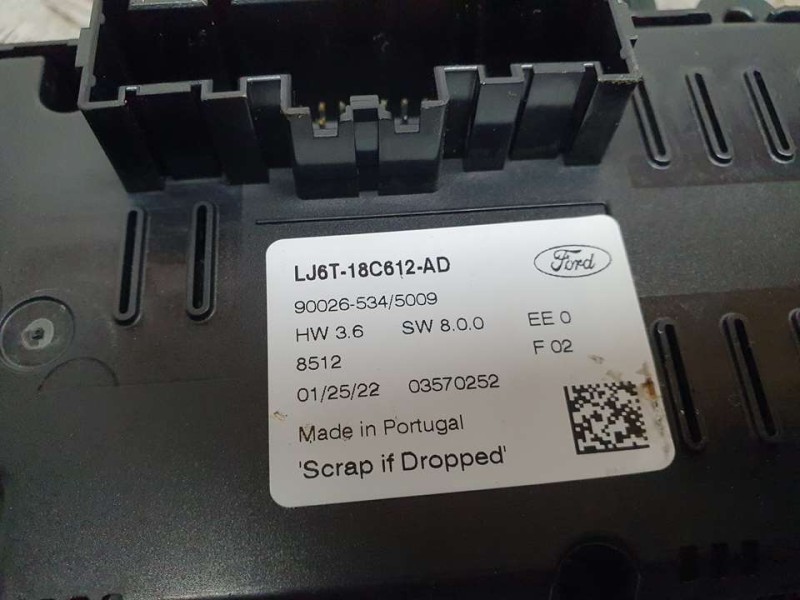 LJ6T-18C612-AD
Ford
90026-534/5009
HW 3.6 SW 8.0.0 EE 0
8512 F 02
01/25/22 03570252
Made in Portugal
'Scrap if Dropped'